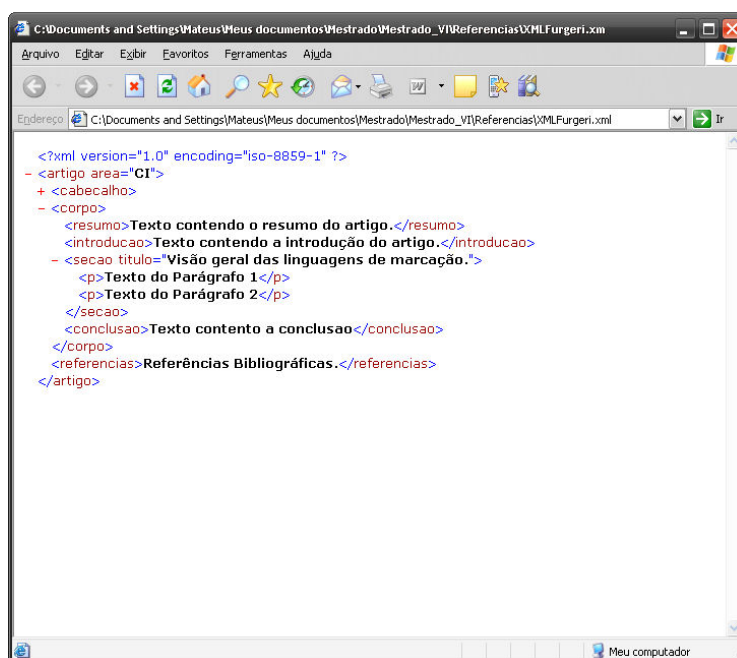 C:\Documents and Settings\Mateus\Meus documentos\Mestrado\Mestrado_VI\Referencias\XMLFurgeri.xm
Arquivo Editar Exibir Favoritos Ferramentas Ajuda
Endereço C:\Documents and Settings\Mateus\Meus documentos\Mestrado\Mestrado_VI\Referencias\XMLFurgeri.xml Ir
<?xml version="1.0" encoding="iso-8859-1" ?>
- <artigo area="CI">
+ <cabecalho>
- <corpo>
<resumo>Texto contendo o resumo do artigo.</resumo>
<introducao>Texto contendo a introdução do artigo.</introducao>
- <secao titulo="Visão geral das linguagens de marcação.">
<p>Texto do Parágrafo 1</p>
<p>Texto do Parágrafo 2</p>
</secao>
<conclusao>Texto contento a conclusao</conclusao>
</corpo>
<referencias>Referências Bibliográficas.</referencias>
</artigo>
Meu computador